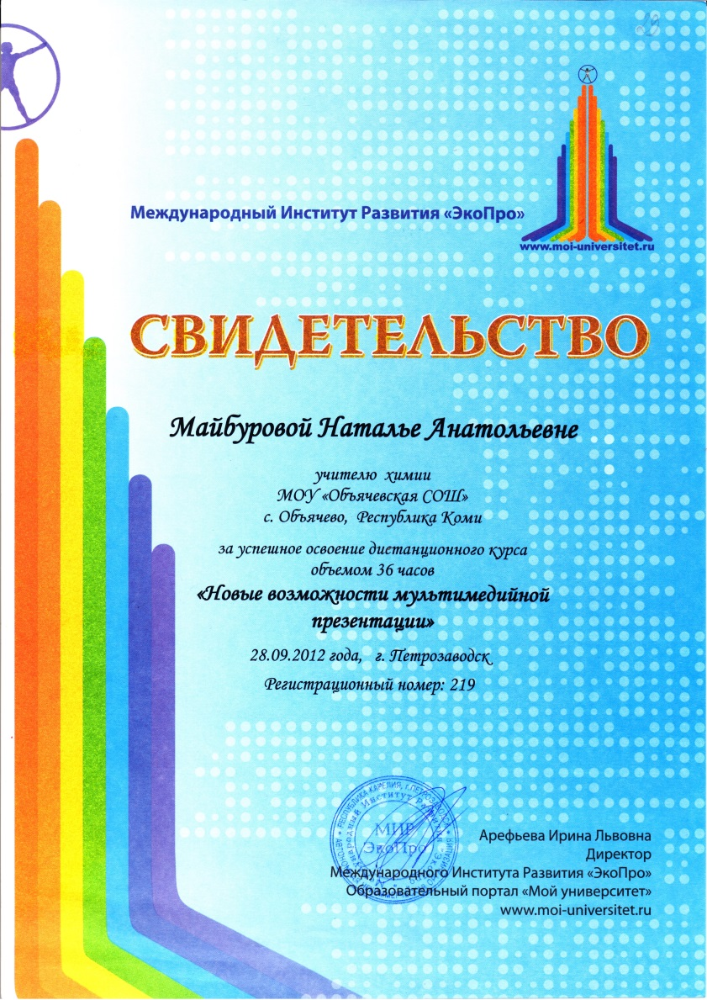 Международный Институт Развития «ЭкоПро»
www.moi-universitet.ru
СВИДЕТЕЛЬСТВО
Майбуровой Наталье Анатольевне
учителю химии
МОУ «Объячевская СОШ»
с. Объячево, Республика Коми
за успешное освоение дистанционного курса
объемом 36 часов
«Новые возможности мультимедийной
презентации»
28.09.2012 года, г. Петрозаводск
Регистрационный номер: 219
РЕСПУБЛИКА КАРЕЛИЯ, Г.ПЕТРОЗАВОДСК
МИР
ЭкоПро
Арефьева Ирина Львовна
Директор
Международного Института Развития «ЭкоПро»
Образовательный портал «Мой университет»
www.moi-universitet.ru